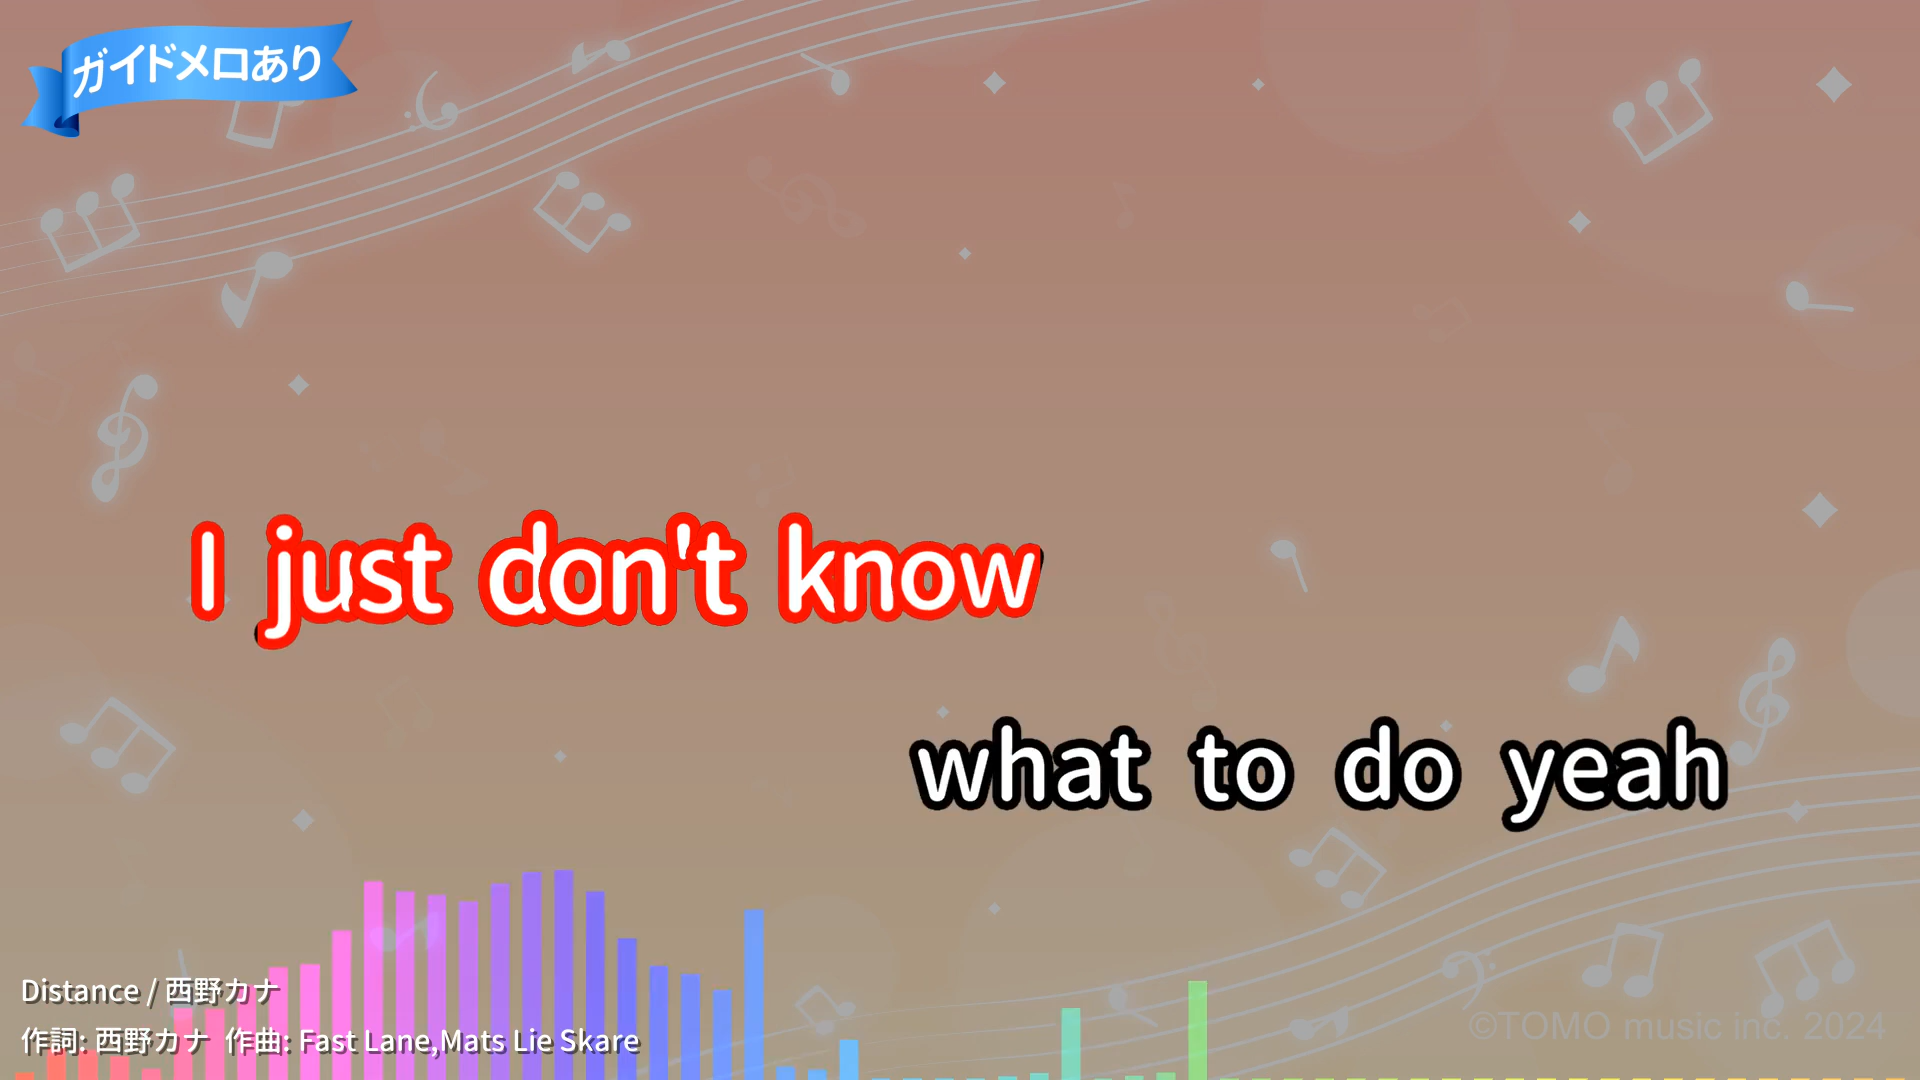 ガイドメロあり
I just don't know
what to do yeah
Distance / 西野カナ
作詞: 西野カナ 作曲: Fast Lane,Mats Lie Skare
©TOMO music inc. 2024